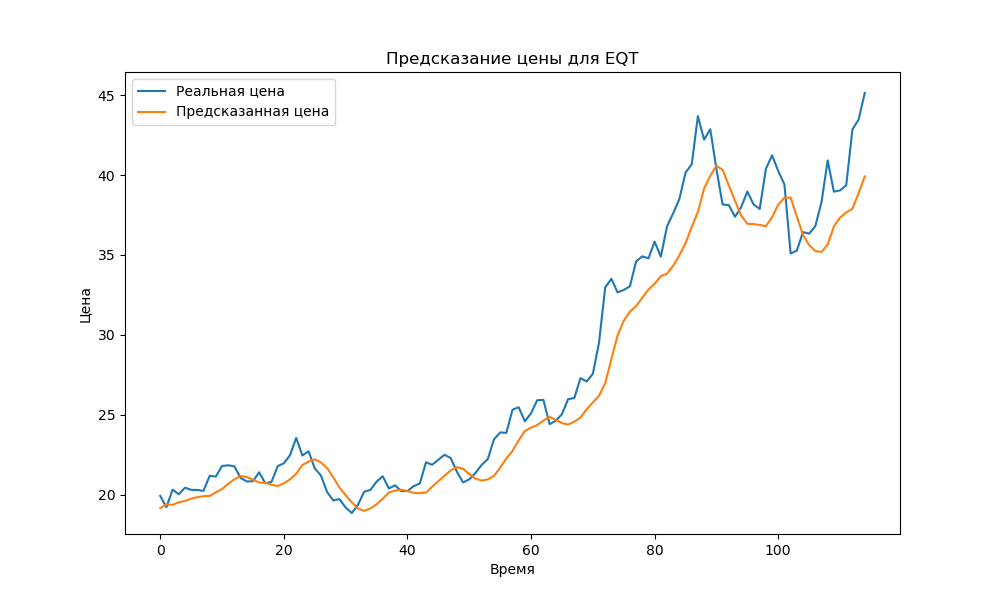 Предсказание цены для EQT
Реальная цена
Предсказанная цена
45
40
35
30
25
20
Цена
0 20 40 60 80 100
Время